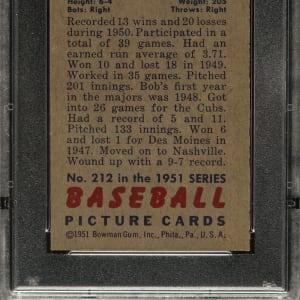 Height: 6-4 Weight: 205
Bats: Right Throws: Right
Recorded 13 wins and 20 losses
during 1950. Participated in a
total of 39 games. Had an
earned run average of 3.71.
Won 10 and lost 18 in 1949.
Worked in 35 games. Pitched
201 innings. Bob's first year
in the majors was 1948. Got
into 26 games for the Cubs.
Had a record of 5 and 11.
Pitched 133 innings. Won 6
and lost 1 for Des Moines in
1947. Moved on to Nashville.
Wound up with a 9-7 record.
No. 212 in the 1951 SERIES
BASEBALL
PICTURE CARDS
©1951 Bowman Gum, Inc., Phila., Pa., U. S. A.